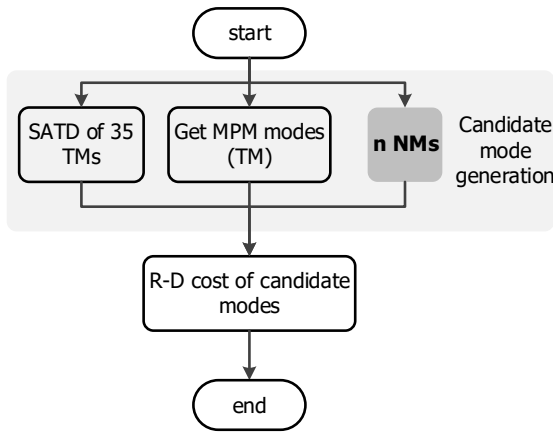 start
SATD of 35
TMs
Get MPM modes
(TM)
n NMs
Candidate
mode
generation
R-D cost of candidate
modes
end